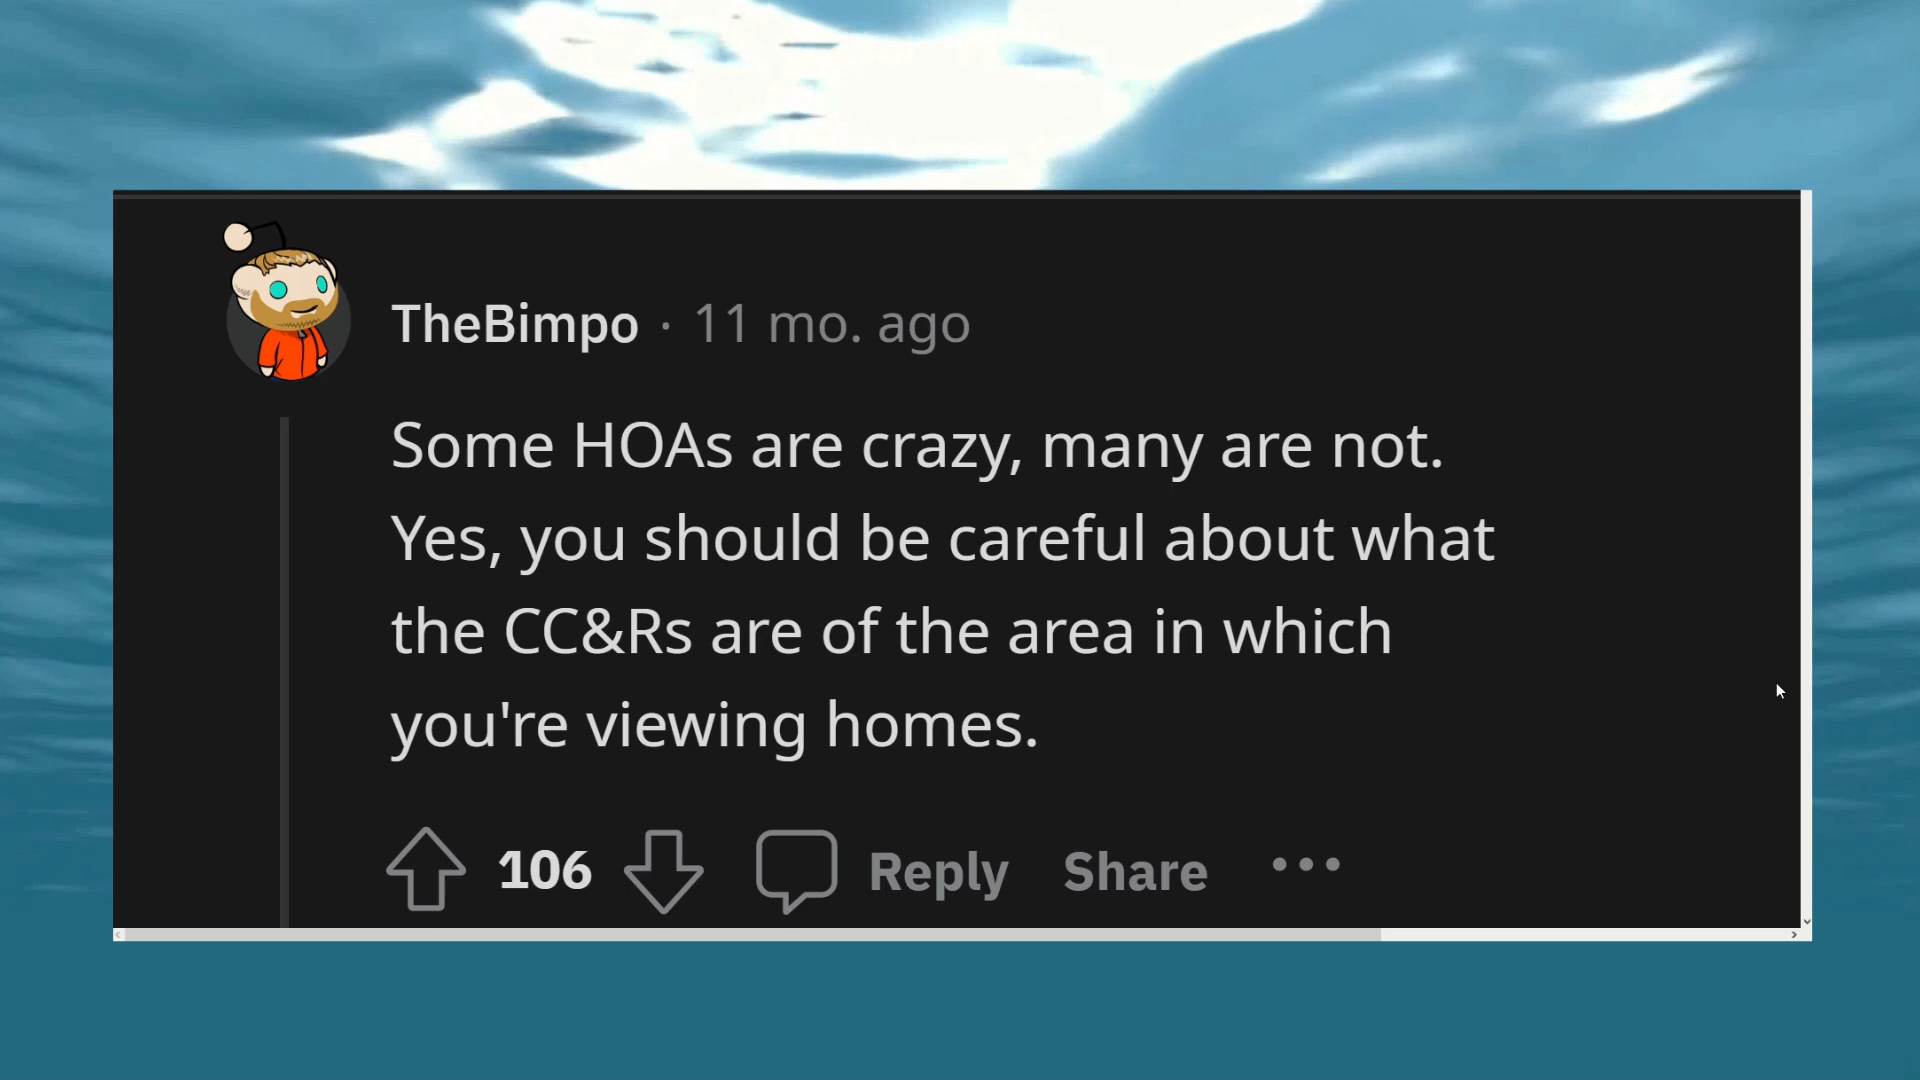 TheBimpo · 11 mo. ago
Some HOAs are crazy, many are not.
Yes, you should be careful about what
the CC&Rs are of the area in which
you're viewing homes.
106 Reply Share •••